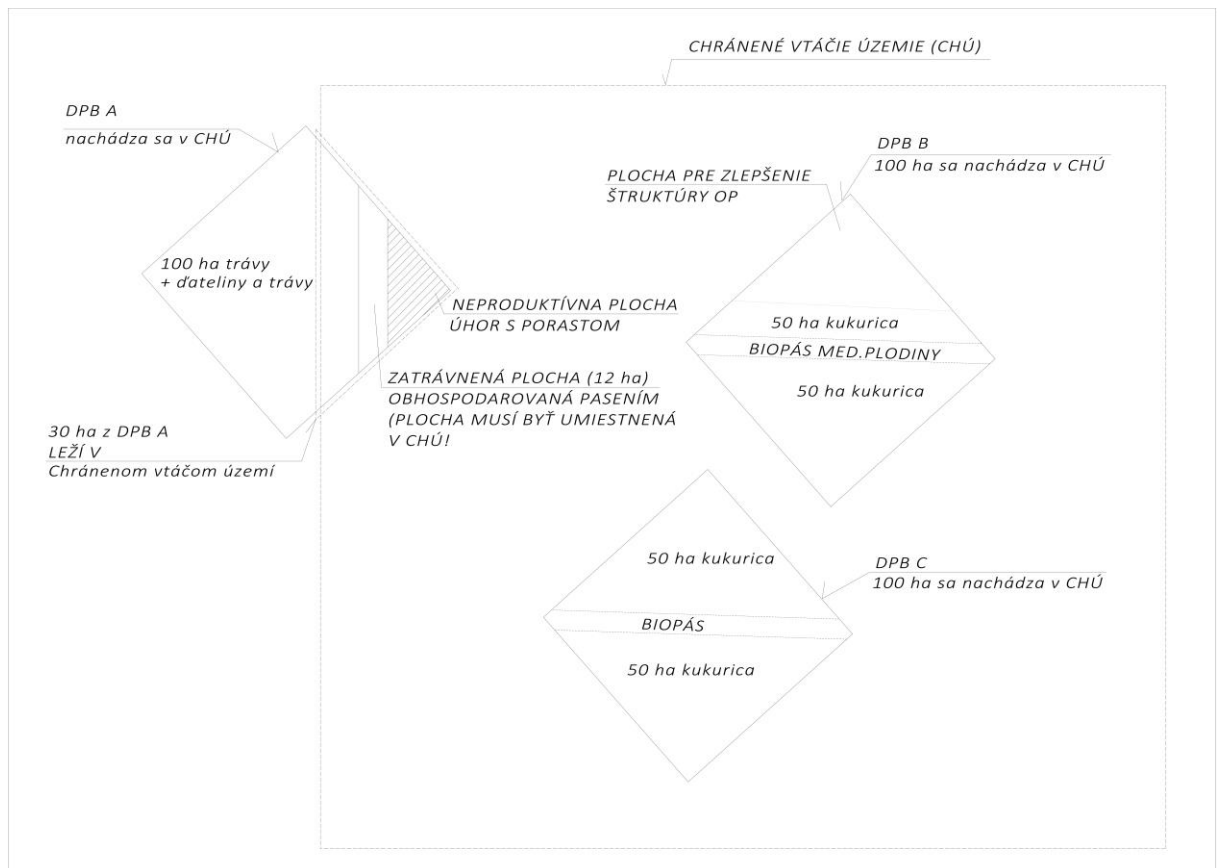 CHRÁNENÉ VTÁČIE ÚZEMIE (CHÚ)
DPB A
nachádza sa v CHÚ
DPB B
100 ha sa nachádza v CHÚ
PLOCHA PRE ZLEPŠENIE
ŠTRUKTÚRY OP
100 ha trávy
+ ďateliny a trávy
NEPRODUKTÍVNA PLOCHA
ÚHOR S PORASTOM
50 ha kukurica
BIOPÁS MED.PLODINY
50 ha kukurica
ZATRÁVNENÁ PLOCHA (12 ha)
OBHOSPODAROVANÁ PASENÍM
(PLOCHA MUSÍ BYŤ UMIESTNENÁ
V CHÚ!
30 ha z DPB A
LEŽÍ V
Chránenom vtáčom území
50 ha kukurica
DPB C
100 ha sa nachádza v CHÚ
BIOPÁS
50 ha kukurica